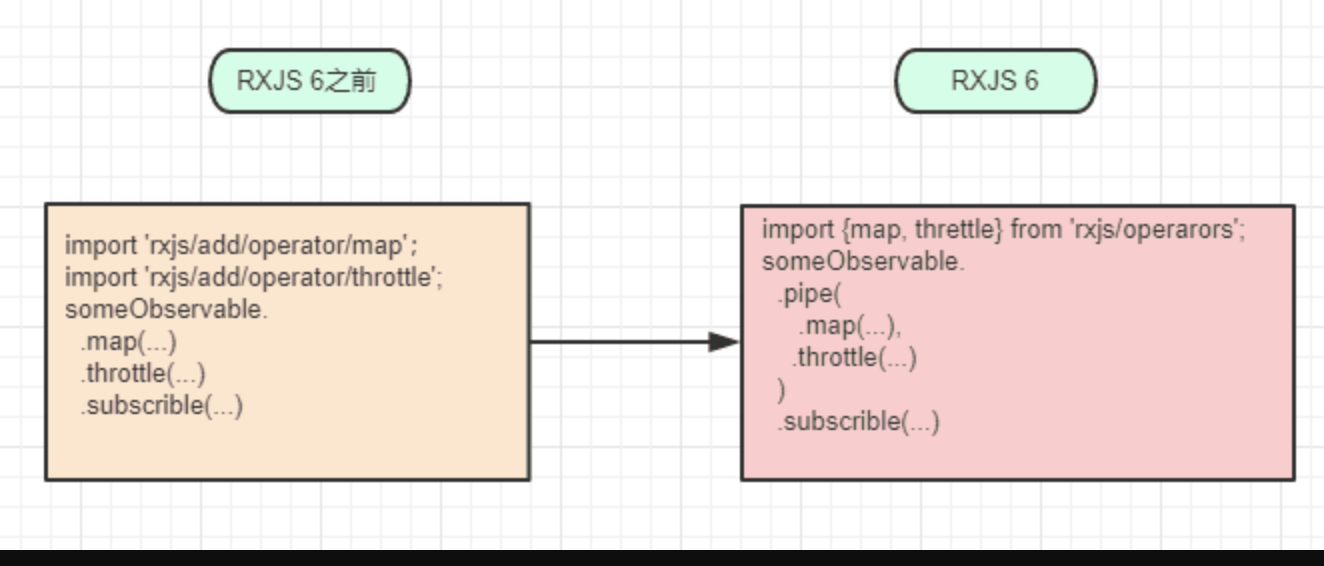 RXJS 6之前
RXJS 6
import 'rxjs/add/operator/map';
import 'rxjs/add/operator/throttle';
someObservable.
.map(...)
.throttle(...)
.subscrible(...)
import {map, threttle} from 'rxjs/operarors';
someObservable.
.pipe(
.map(...),
.throttle(...)
)
.subscrible(...)